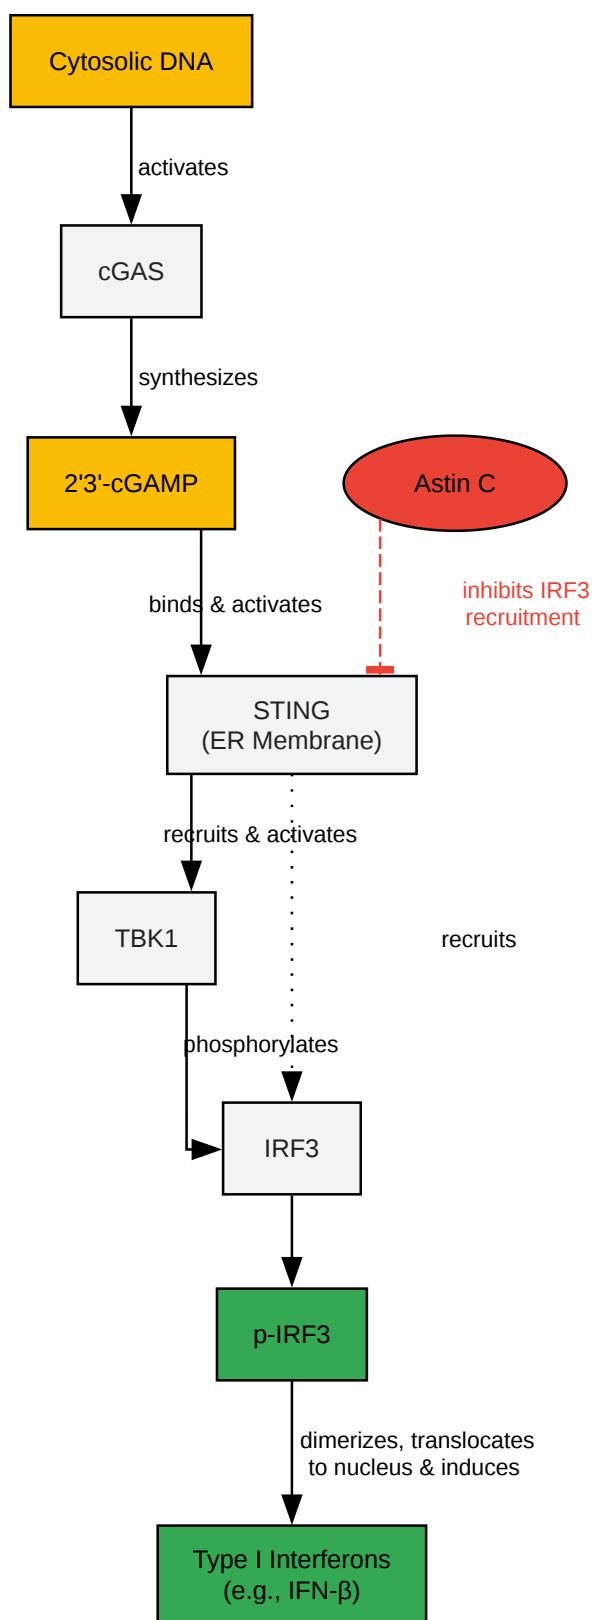 Cytosolic DNA
activates
cGAS
synthesizes
2'3'-cGAMP
Astin C
binds & activates
inhibits IRF3
recruitment
STING
(ER Membrane)
recruits & activates
TBK1
recruits
phosphorylates
IRF3
p-IRF3
dimerizes, translocates
to nucleus & induces
Type I Interferons
(e.g., IFN-β)